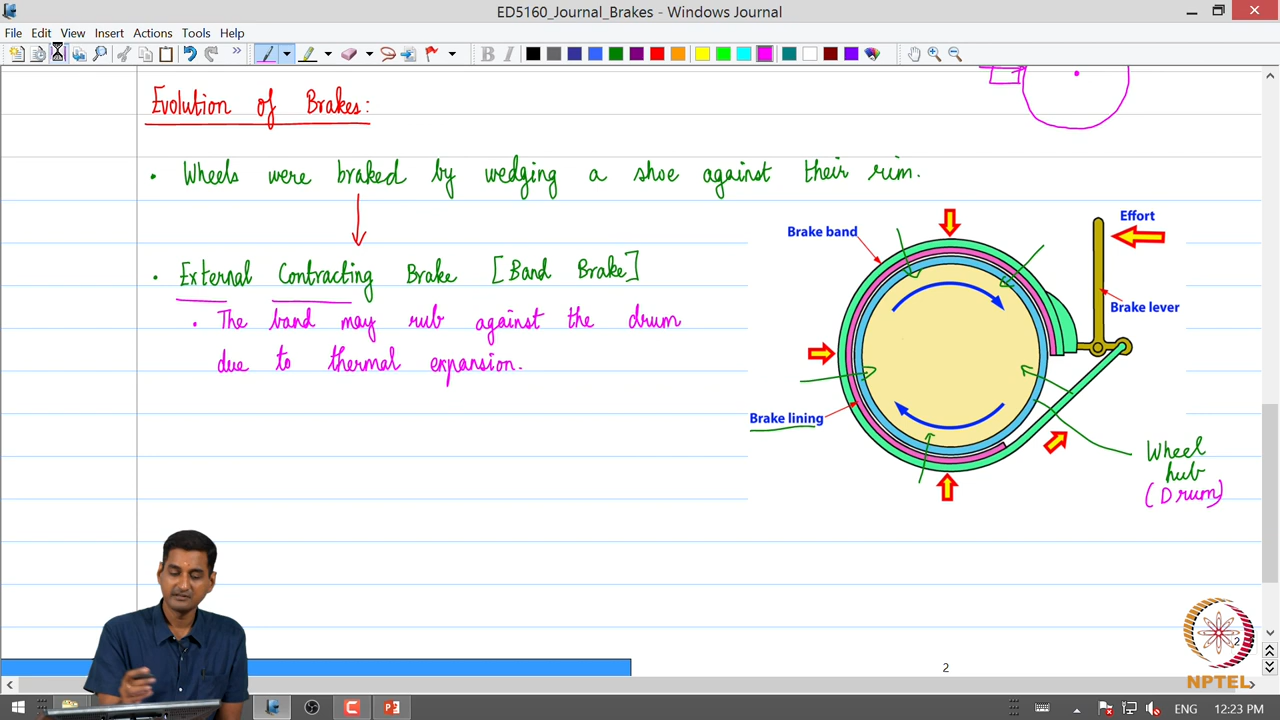 ED5160_Journal_Brakes - Windows Journal
File Edit View Insert Actions Tools Help
Evolution of Brakes:
• Wheels were braked by wedging a shoe against their rim.
• External Contracting Brake [Band Brake]
• The band may rub against the drum
due to thermal expansion.
Effort
Brake band
Brake lever
Brake lining
Wheel
hub
(Drum)
2
2
NPTEL
ENG 12:23 PM